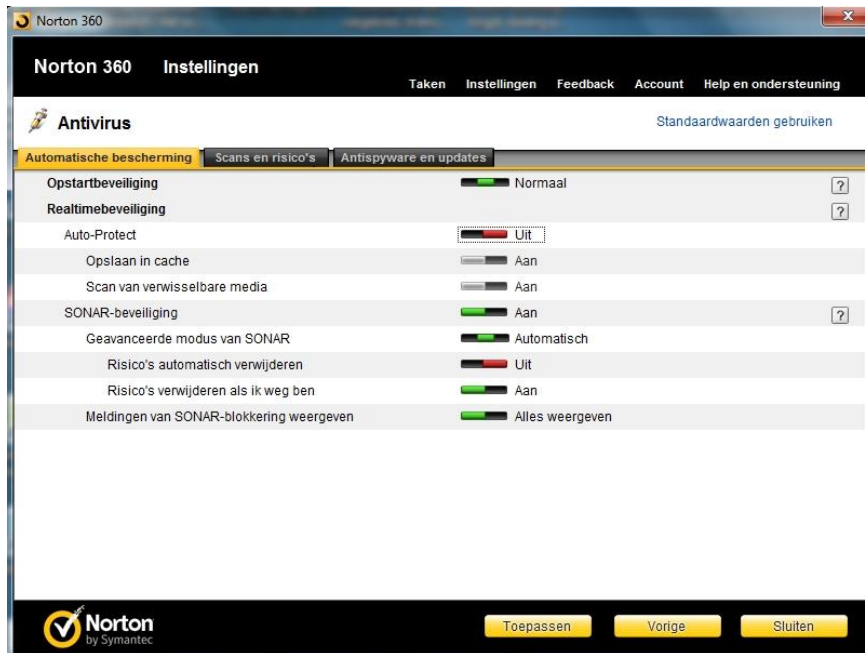 Norton 360
Norton 360 Instellingen
Taken Instellingen Feedback Account Help en ondersteuning
Antivirus Standaardwaarden gebruiken
Automatische bescherming Scans en risico's Antispyware en updates
Opstartbeveiliging Normaal ?
Realtimebeveiliging ?
Auto-Protect Uit
Opslaan in cache Aan
Scan van verwisselbare media Aan
SONAR-beveiliging Aan ?
Geavanceerde modus van SONAR Automatisch
Risico's automatisch verwijderen Uit
Risico's verwijderen als ik weg ben Aan
Meldingen van SONAR-blokkering weergeven Alles weergeven
Norton
by Symantec
Toepassen Vorige Sluiten